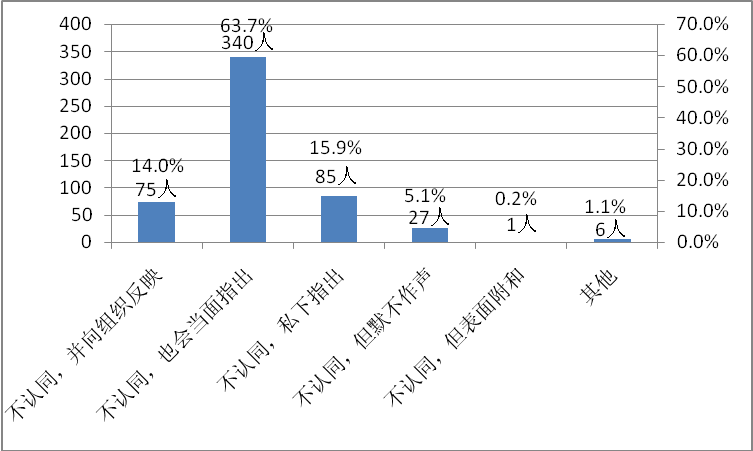 400
350
300
250
200
150
100
50
0
70.0%
60.0%
50.0%
40.0%
30.0%
20.0%
10.0%
0.0%
14.0%
75人
63.7%
340人
15.9%
85人
5.1%
27人
0.2%
1人
1.1%
6人
不认同，并向组织反映
不认同，也会当面指出
不认同，私下指出
不认同，但默不作声
不认同，但表面附和
其他